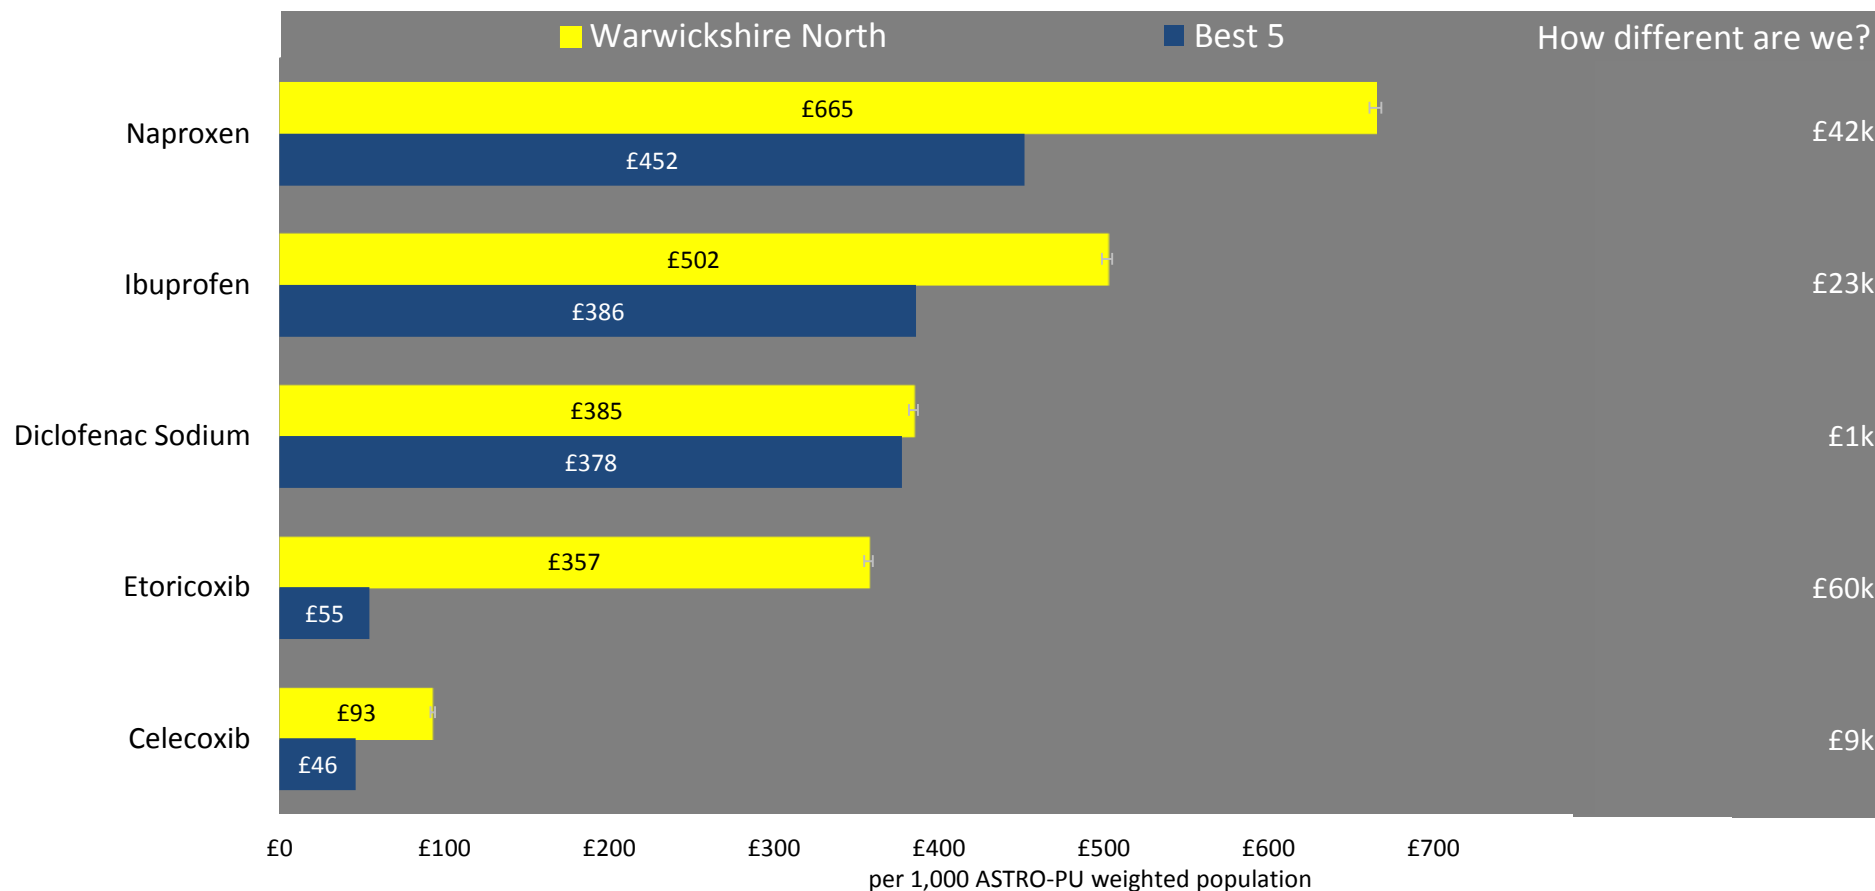 Warwickshire North
Best 5
How different are we?
Naproxen
£665
£452
£42k
Ibuprofen
£502
£386
£23k
Diclofenac Sodium
£385
£378
£1k
Etoricoxib
£357
£55
£60k
Celecoxib
£93
£46
£9k
£0 £100 £200 £300 £400 £500 £600 £700
per 1,000 ASTRO-PU weighted population